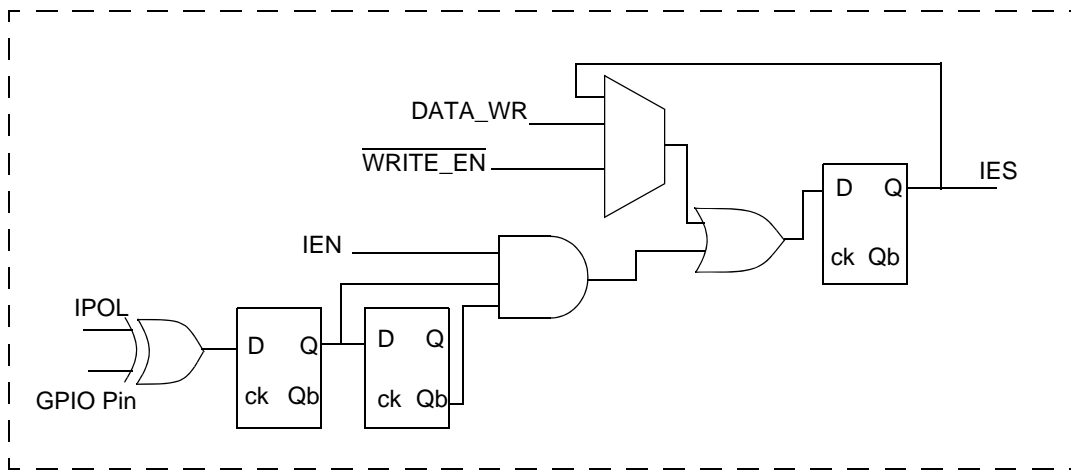 DATA_WR
WRITE_EN
IES
D Q
ck Qb
IEN
IPOL
GPIO Pin
D Q
ck Qb
D Q
ck Qb